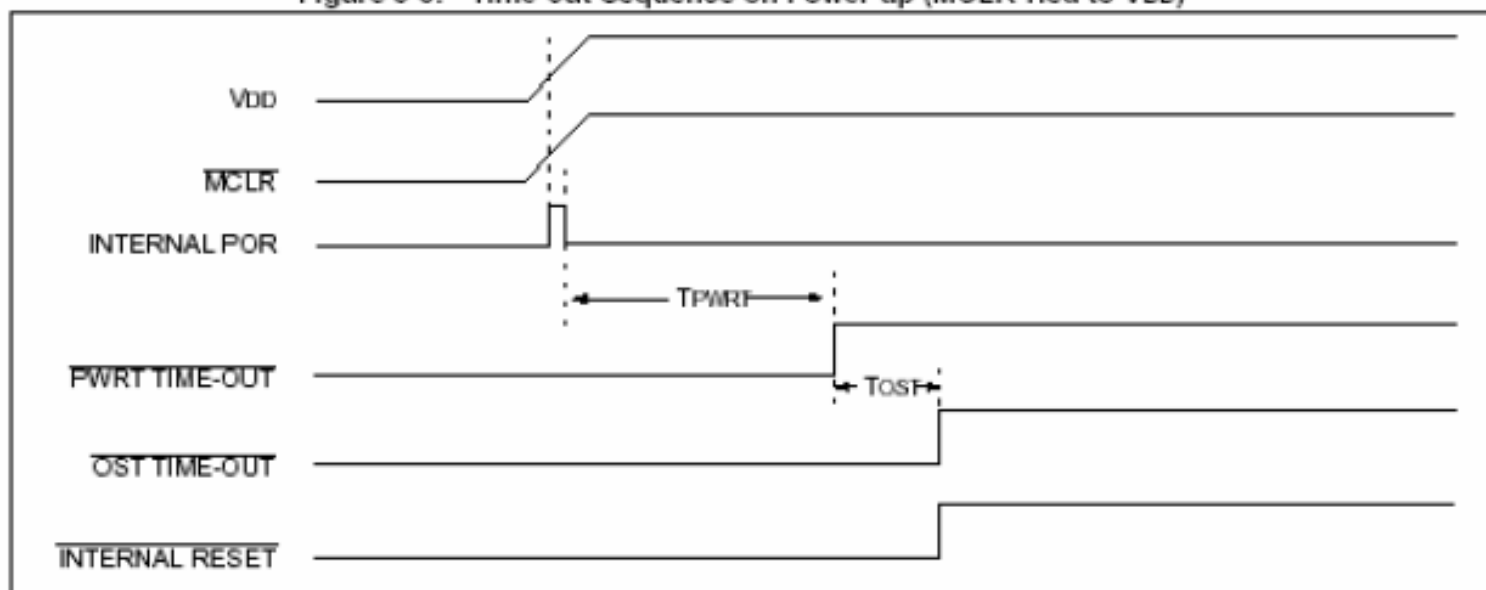 VDD
MCLR
INTERNAL POR
TPWRT
PWRT TIME-OUT
TOST
OST TIME-OUT
INTERNAL RESET